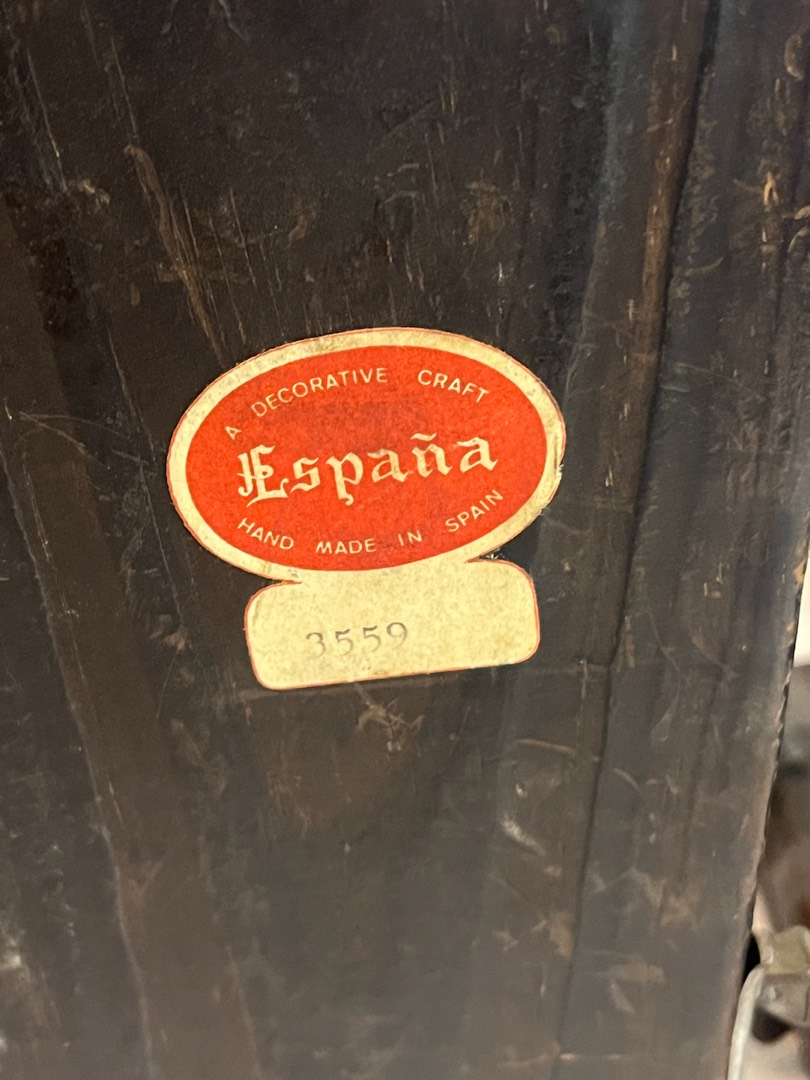 A DECORATIVE CRAFT
España
HAND MADE IN SPAIN
3559